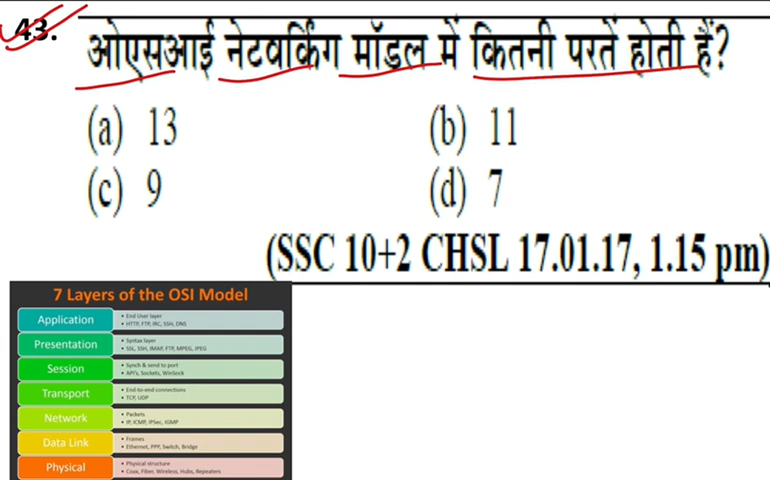 43. ओएसआई नेटवर्किंग मॉडल में कितनी परतें होती हैं?
(a) 13 (b) 11
(c) 9 (d) 7
(SSC 10+2 CHSL 17.01.17, 1.15 pm)
7 Layers of the OSI Model
Application
• End User layer
• HTTP, FTP, IRC, SSH, DNS
Presentation
• Syntax layer
• SSL, SSH, IMAP, FTP, MPEG, JPEG
Session
• Synch & send to port
• API's, Sockets, WinSock
Transport
• End-to-end connections
• TCP, UDP
Network
• Packets
• IP, ICMP, IPSec, IGMP
Data Link
• Frames
• Ethernet, PPP, Switch, Bridge
Physical
• Physical structure
• Coax, Fiber, Wireless, Hubs, Repeaters